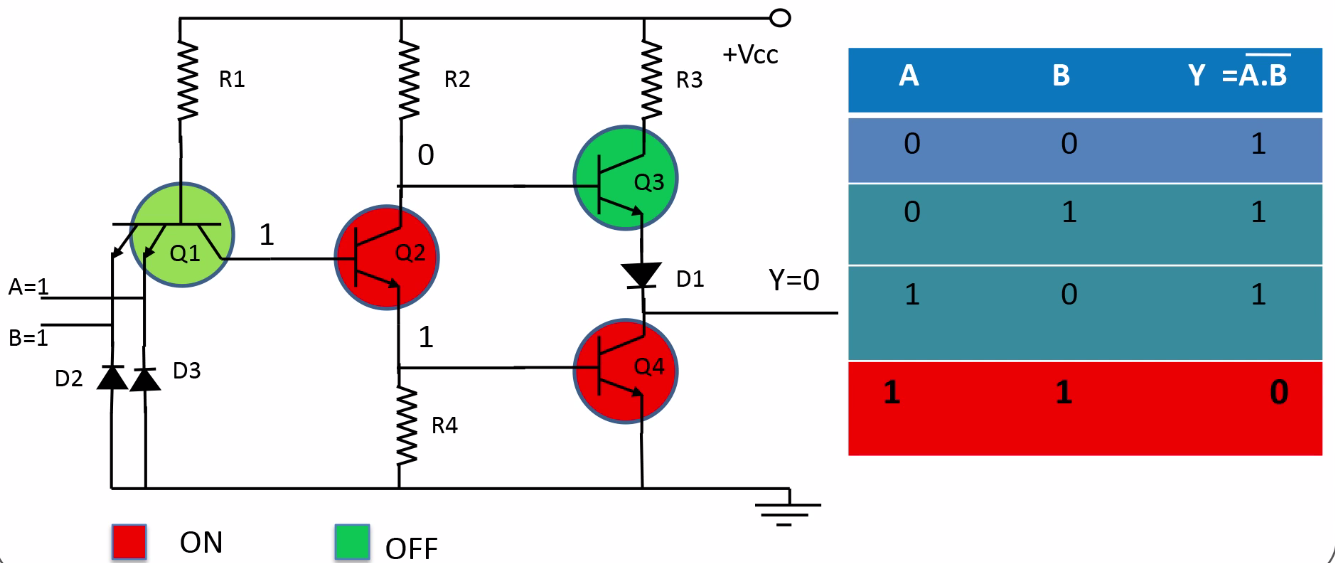 +Vcc
R1
R2
R3
0
Q1
1
Q2
Q3
A=1
B=1
D1
Y=0
1
D2
D3
Q4
R4
ON
OFF
A B Y =A̅.̅B̅
0 0 1
0 1 1
1 0 1
1 1 0